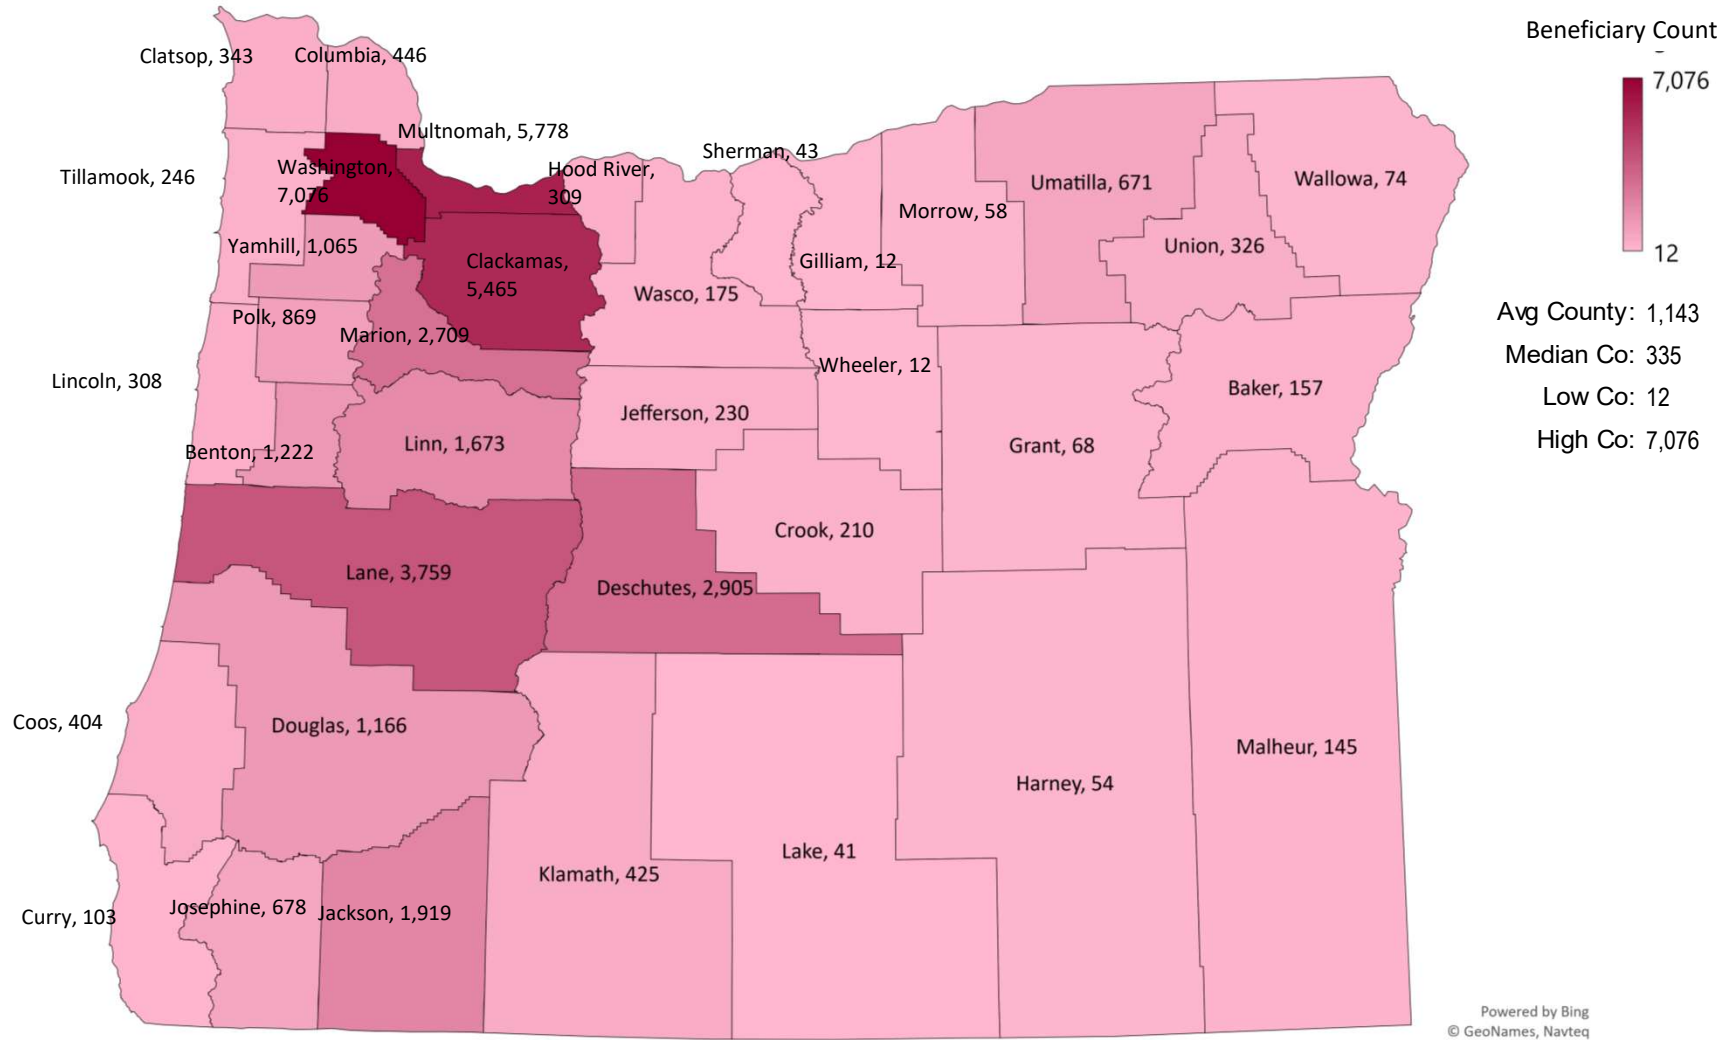 Beneficiary Count
7,076
12
Avg County: 1,143
Median Co: 335
Low Co: 12
High Co: 7,076
Clatsop, 343
Columbia, 446
Multnomah, 5,778
Sherman, 43
Tillamook, 246
Washington,
7,076
Hood River,
309
Umatilla, 671
Wallowa, 74
Morrow, 58
Yamhill, 1,065
Clackamas,
5,465
Union, 326
Gilliam, 12
Wasco, 175
Polk, 869
Marion, 2,709
Wheeler, 12
Lincoln, 308
Jefferson, 230
Baker, 157
Benton, 1,222
Linn, 1,673
Grant, 68
Crook, 210
Lane, 3,759
Deschutes, 2,905
Coos, 404
Douglas, 1,166
Malheur, 145
Harney, 54
Lake, 41
Klamath, 425
Curry, 103
Josephine, 678
Jackson, 1,919
Powered by Bing
© GeoNames, Navteq